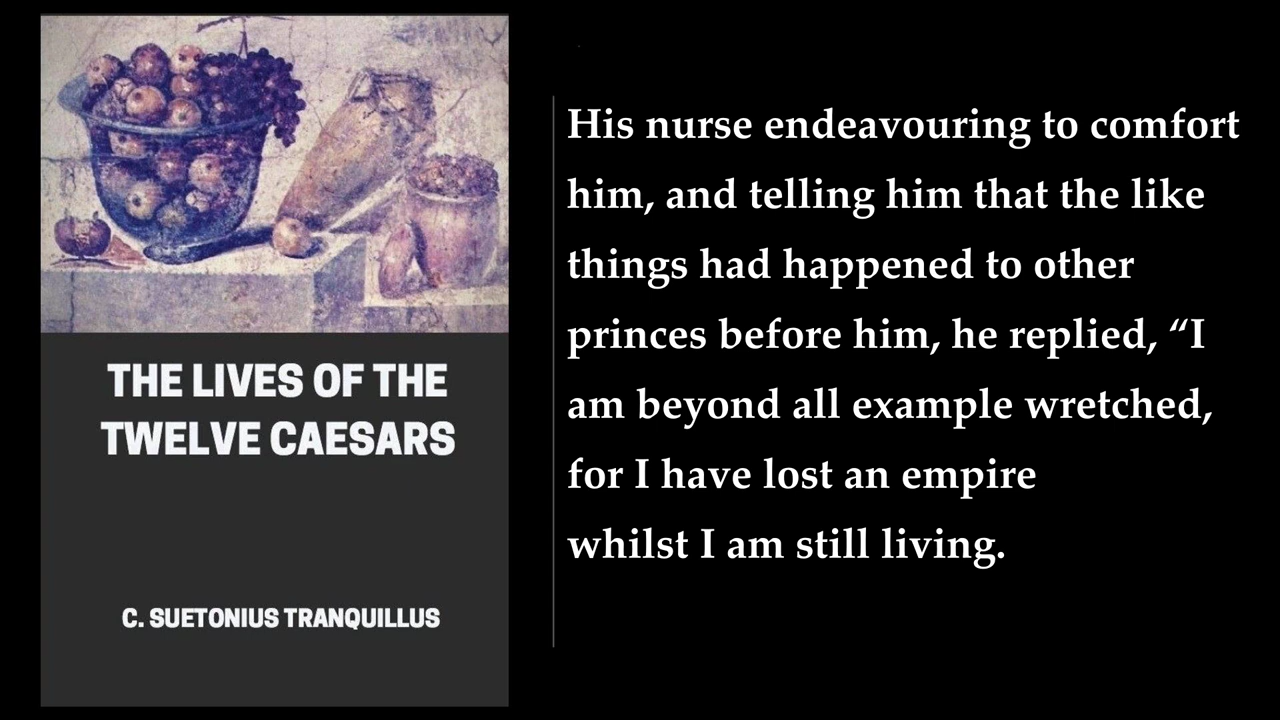 THE LIVES OF THE
TWELVE CAESARS
C. SUETONIUS TRANQUILLUS
His nurse endeavouring to comfort
him, and telling him that the like
things had happened to other
princes before him, he replied, “I
am beyond all example wretched,
for I have lost an empire
whilst I am still living.